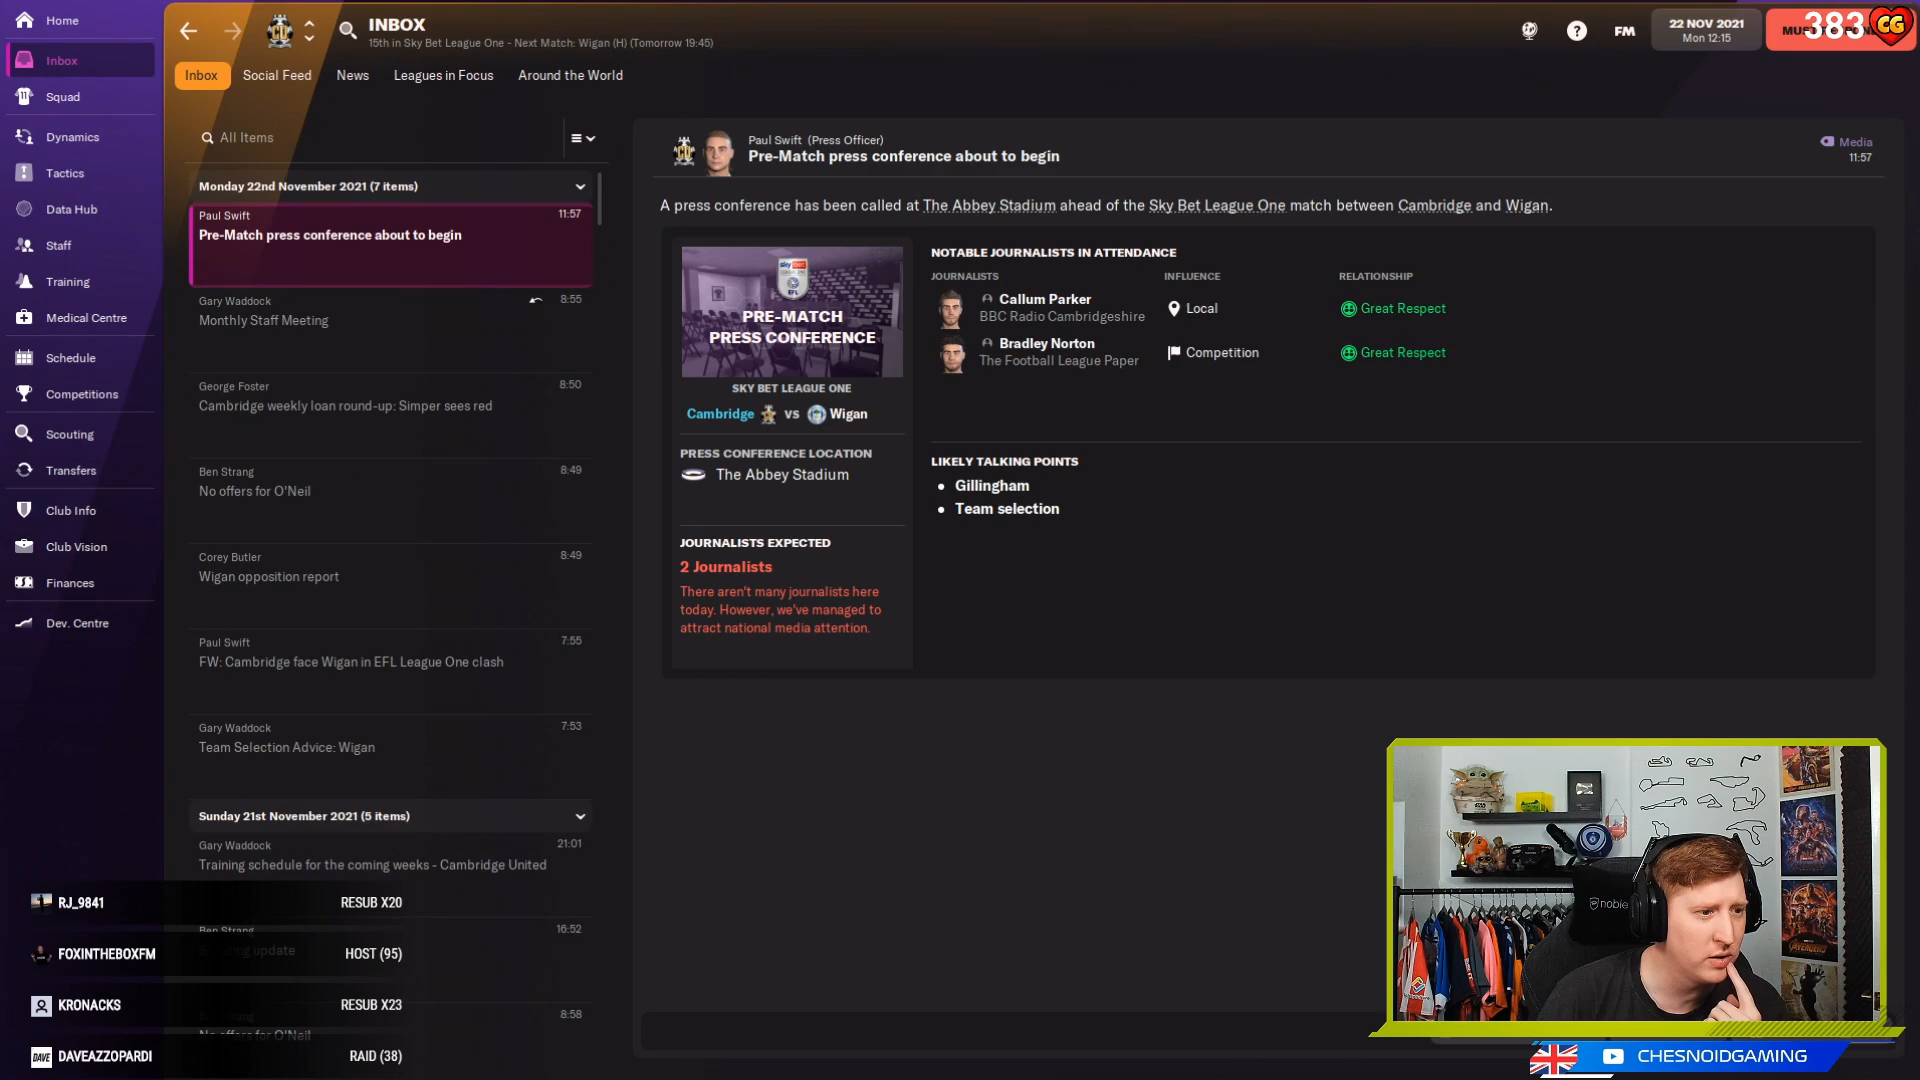 Home
Inbox
Squad
Dynamics
Tactics
Data Hub
Staff
Training
Medical Centre
Schedule
Competitions
Scouting
Transfers
Club Info
Club Vision
Finances
Dev. Centre
INBOX
15th in Sky Bet League One - Next Match: Wigan (H) (Tomorrow 19:45)
FM
22 NOV 2021
Mon 12:15
383
CG
Inbox Social Feed News Leagues in Focus Around the World
All Items
Monday 22nd November 2021 (7 items)
Paul Swift 11:57
Pre-Match press conference about to begin
Gary Waddock 8:55
Monthly Staff Meeting
George Foster 8:50
Cambridge weekly loan round-up: Simper sees red
Ben Strang 8:49
No offers for O'Neil
Corey Butler 8:49
Wigan opposition report
Paul Swift 7:55
FW: Cambridge face Wigan in EFL League One clash
Gary Waddock 7:53
Team Selection Advice: Wigan
Sunday 21st November 2021 (5 items)
Gary Waddock 21:01
Training schedule for the coming weeks - Cambridge United
Ben Strang 16:52
update
8:58
No offers for O'Neil
RJ_9841 RESUB X20
FOXINTHEBOXFM HOST (95)
KRONACKS RESUB X23
DAVE DAVEAZZOPARDI RAID (38)
Paul Swift (Press Officer)
Pre-Match press conference about to begin
Media
11:57
A press conference has been called at The Abbey Stadium ahead of the Sky Bet League One match between Cambridge and Wigan.
sky bet
EFL
PRE-MATCH
PRESS CONFERENCE
SKY BET LEAGUE ONE
Cambridge vs Wigan
PRESS CONFERENCE LOCATION
The Abbey Stadium
JOURNALISTS EXPECTED
2 Journalists
There aren't many journalists here
today. However, we've managed to
attract national media attention.
NOTABLE JOURNALISTS IN ATTENDANCE
JOURNALISTS INFLUENCE RELATIONSHIP
Callum Parker
BBC Radio Cambridgeshire
Local Great Respect
Bradley Norton
The Football League Paper
Competition Great Respect
LIKELY TALKING POINTS
Gillingham
Team selection
noble
CHESNOIDGAMING